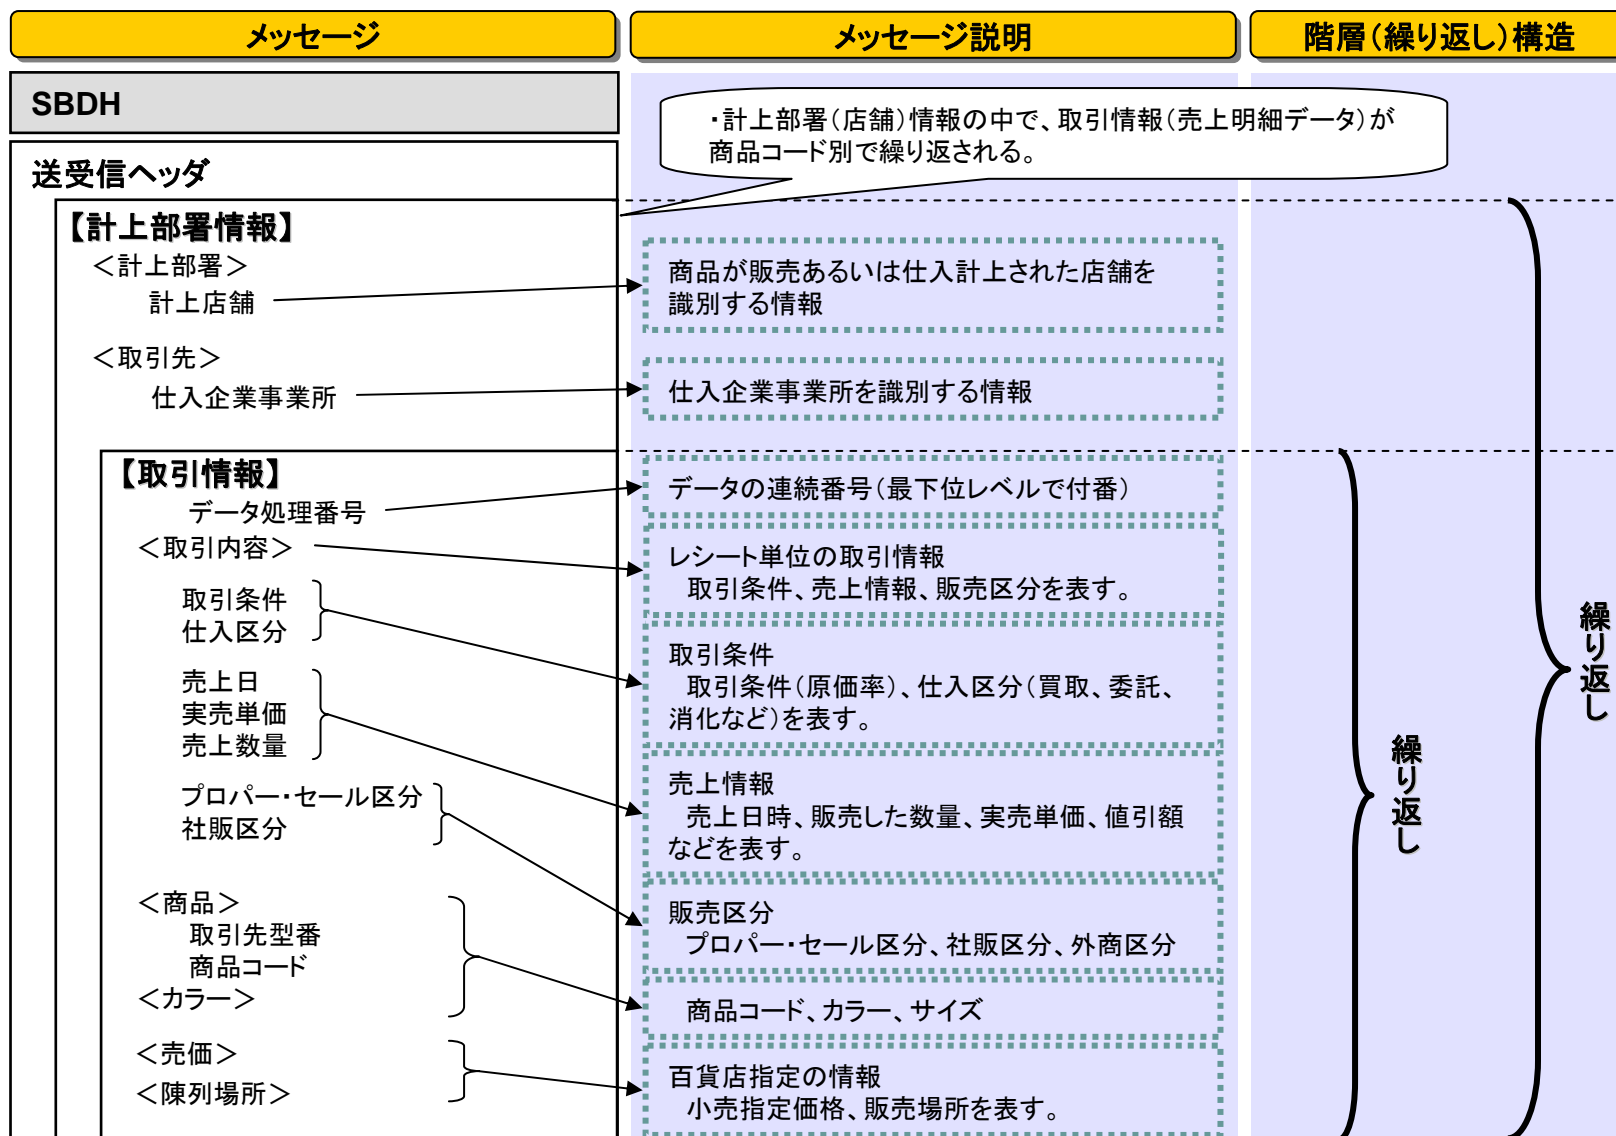 メッセージ
メッセージ説明
階層（繰り返し）構造
SBDH
・計上部署（店舗）情報の中で、取引情報（売上明細データ）が
商品コード別で繰り返される。
送受信ヘッダ
【計上部署情報】
＜計上部署＞
計上店舗
商品が販売あるいは仕入計上された店舗を
識別する情報
＜取引先＞
仕入企業事業所
仕入企業事業所を識別する情報
【取引情報】
データ処理番号
データの連続番号（最下位レベルで付番）
＜取引内容＞
レシート単位の取引情報
取引条件、売上情報、販売区分を表す。
取引条件
仕入区分
取引条件
取引条件（原価率）、仕入区分（買取、委託、
消化など）を表す。
売上日
実売単価
売上数量
売上情報
売上日時、販売した数量、実売単価、値引額
などを表す。
プロパー・セール区分
社販区分
販売区分
プロパー・セール区分、社販区分、外商区分
＜商品＞
取引先型番
商品コード
＜カラー＞
商品コード、カラー、サイズ
＜売価＞
＜陳列場所＞
百貨店指定の情報
小売指定価格、販売場所を表す。
繰り返し
繰り返し